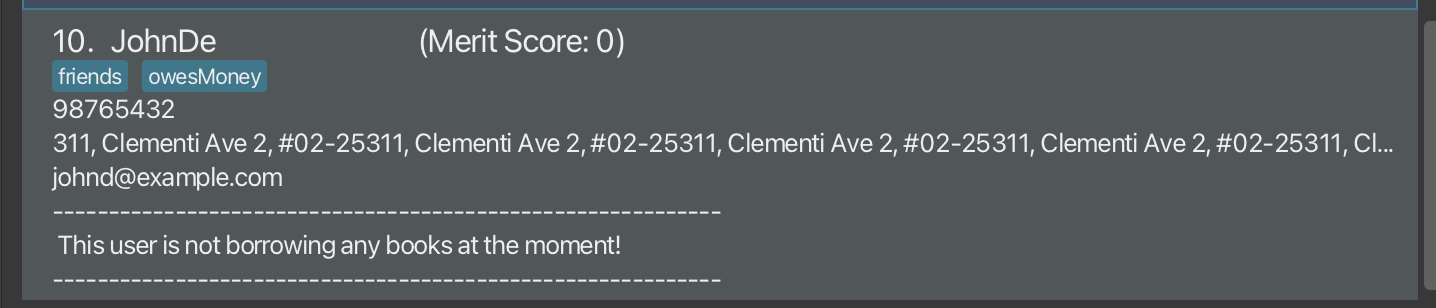 10. JohnDe (Merit Score: 0)
friends owesMoney
98765432
311, Clementi Ave 2, #02-25311, Clementi Ave 2, #02-25311, Clementi Ave 2, #02-25311, Clementi Ave 2, #02-25311, Cl...
johnd@example.com
------------------------------------------------------------
This user is not borrowing any books at the moment!
------------------------------------------------------------